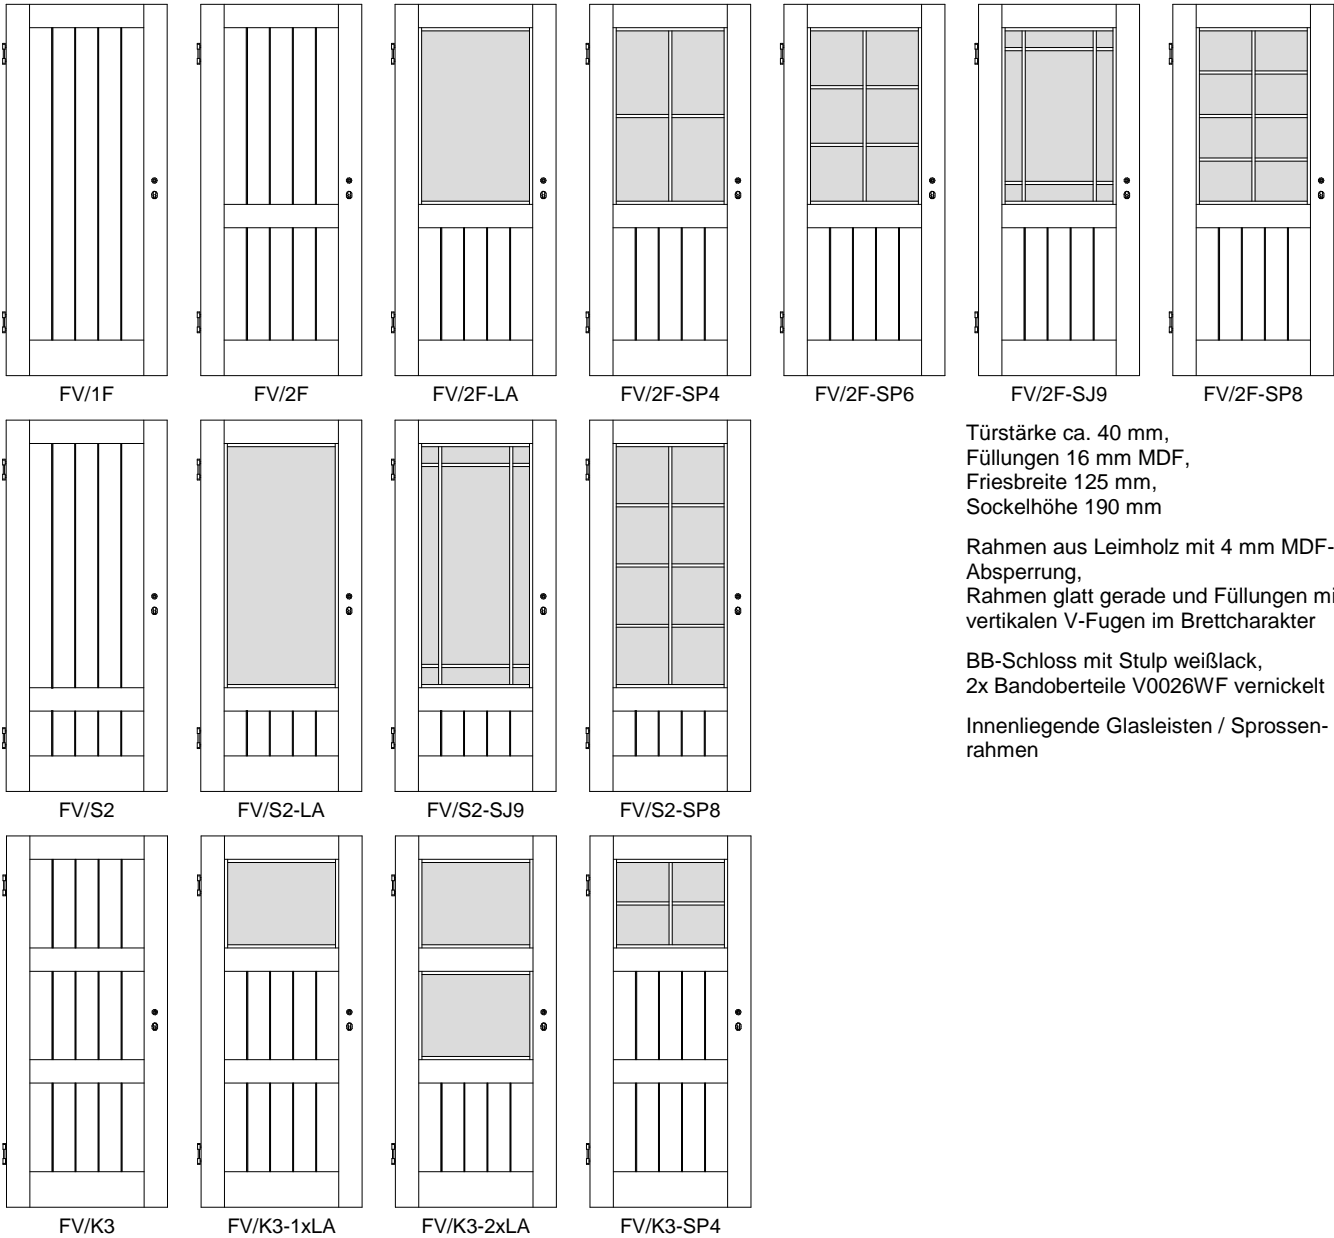 FV/1F
FV/2F
FV/2F-LA
FV/2F-SP4
FV/2F-SP6
FV/2F-SJ9
FV/2F-SP8
Türstärke ca. 40 mm,
Füllungen 16 mm MDF,
Friesbreite 125 mm,
Sockelhöhe 190 mm
Rahmen aus Leimholz mit 4 mm MDF-
Absperrung,
Rahmen glatt gerade und Füllungen mi
vertikalen V-Fugen im Brettcharakter
BB-Schloss mit Stulp weißlack,
2x Bandoberteile V0026WF vernickelt
Innenliegende Glasleisten / Sprossen-
rahmen
FV/S2
FV/S2-LA
FV/S2-SJ9
FV/S2-SP8
FV/K3
FV/K3-1xLA
FV/K3-2xLA
FV/K3-SP4